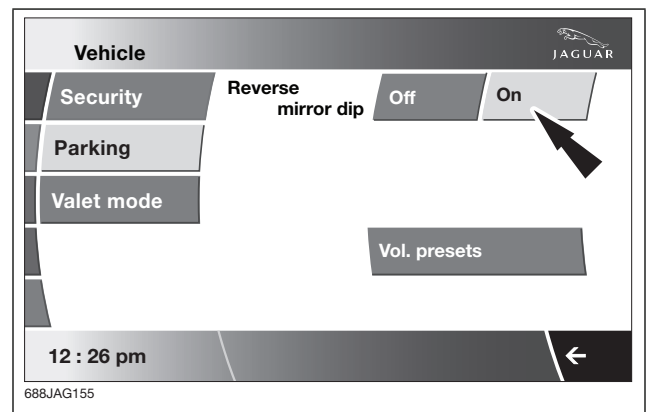 Vehicle
JAGUAR
Security
Reverse
mirror dip
Off
On
Parking
Valet mode
Vol. presets
12 : 26 pm
688JAG155